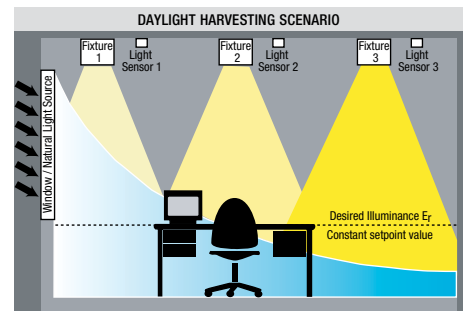 DAYLIGHT HARVESTING SCENARIO
Fixture
1
Light
Sensor 1
Fixture
2
Light
Sensor 2
Fixture
3
Light
Sensor 3
Window / Natural Light Source
Desired Illuminance Er
Constant setpoint value